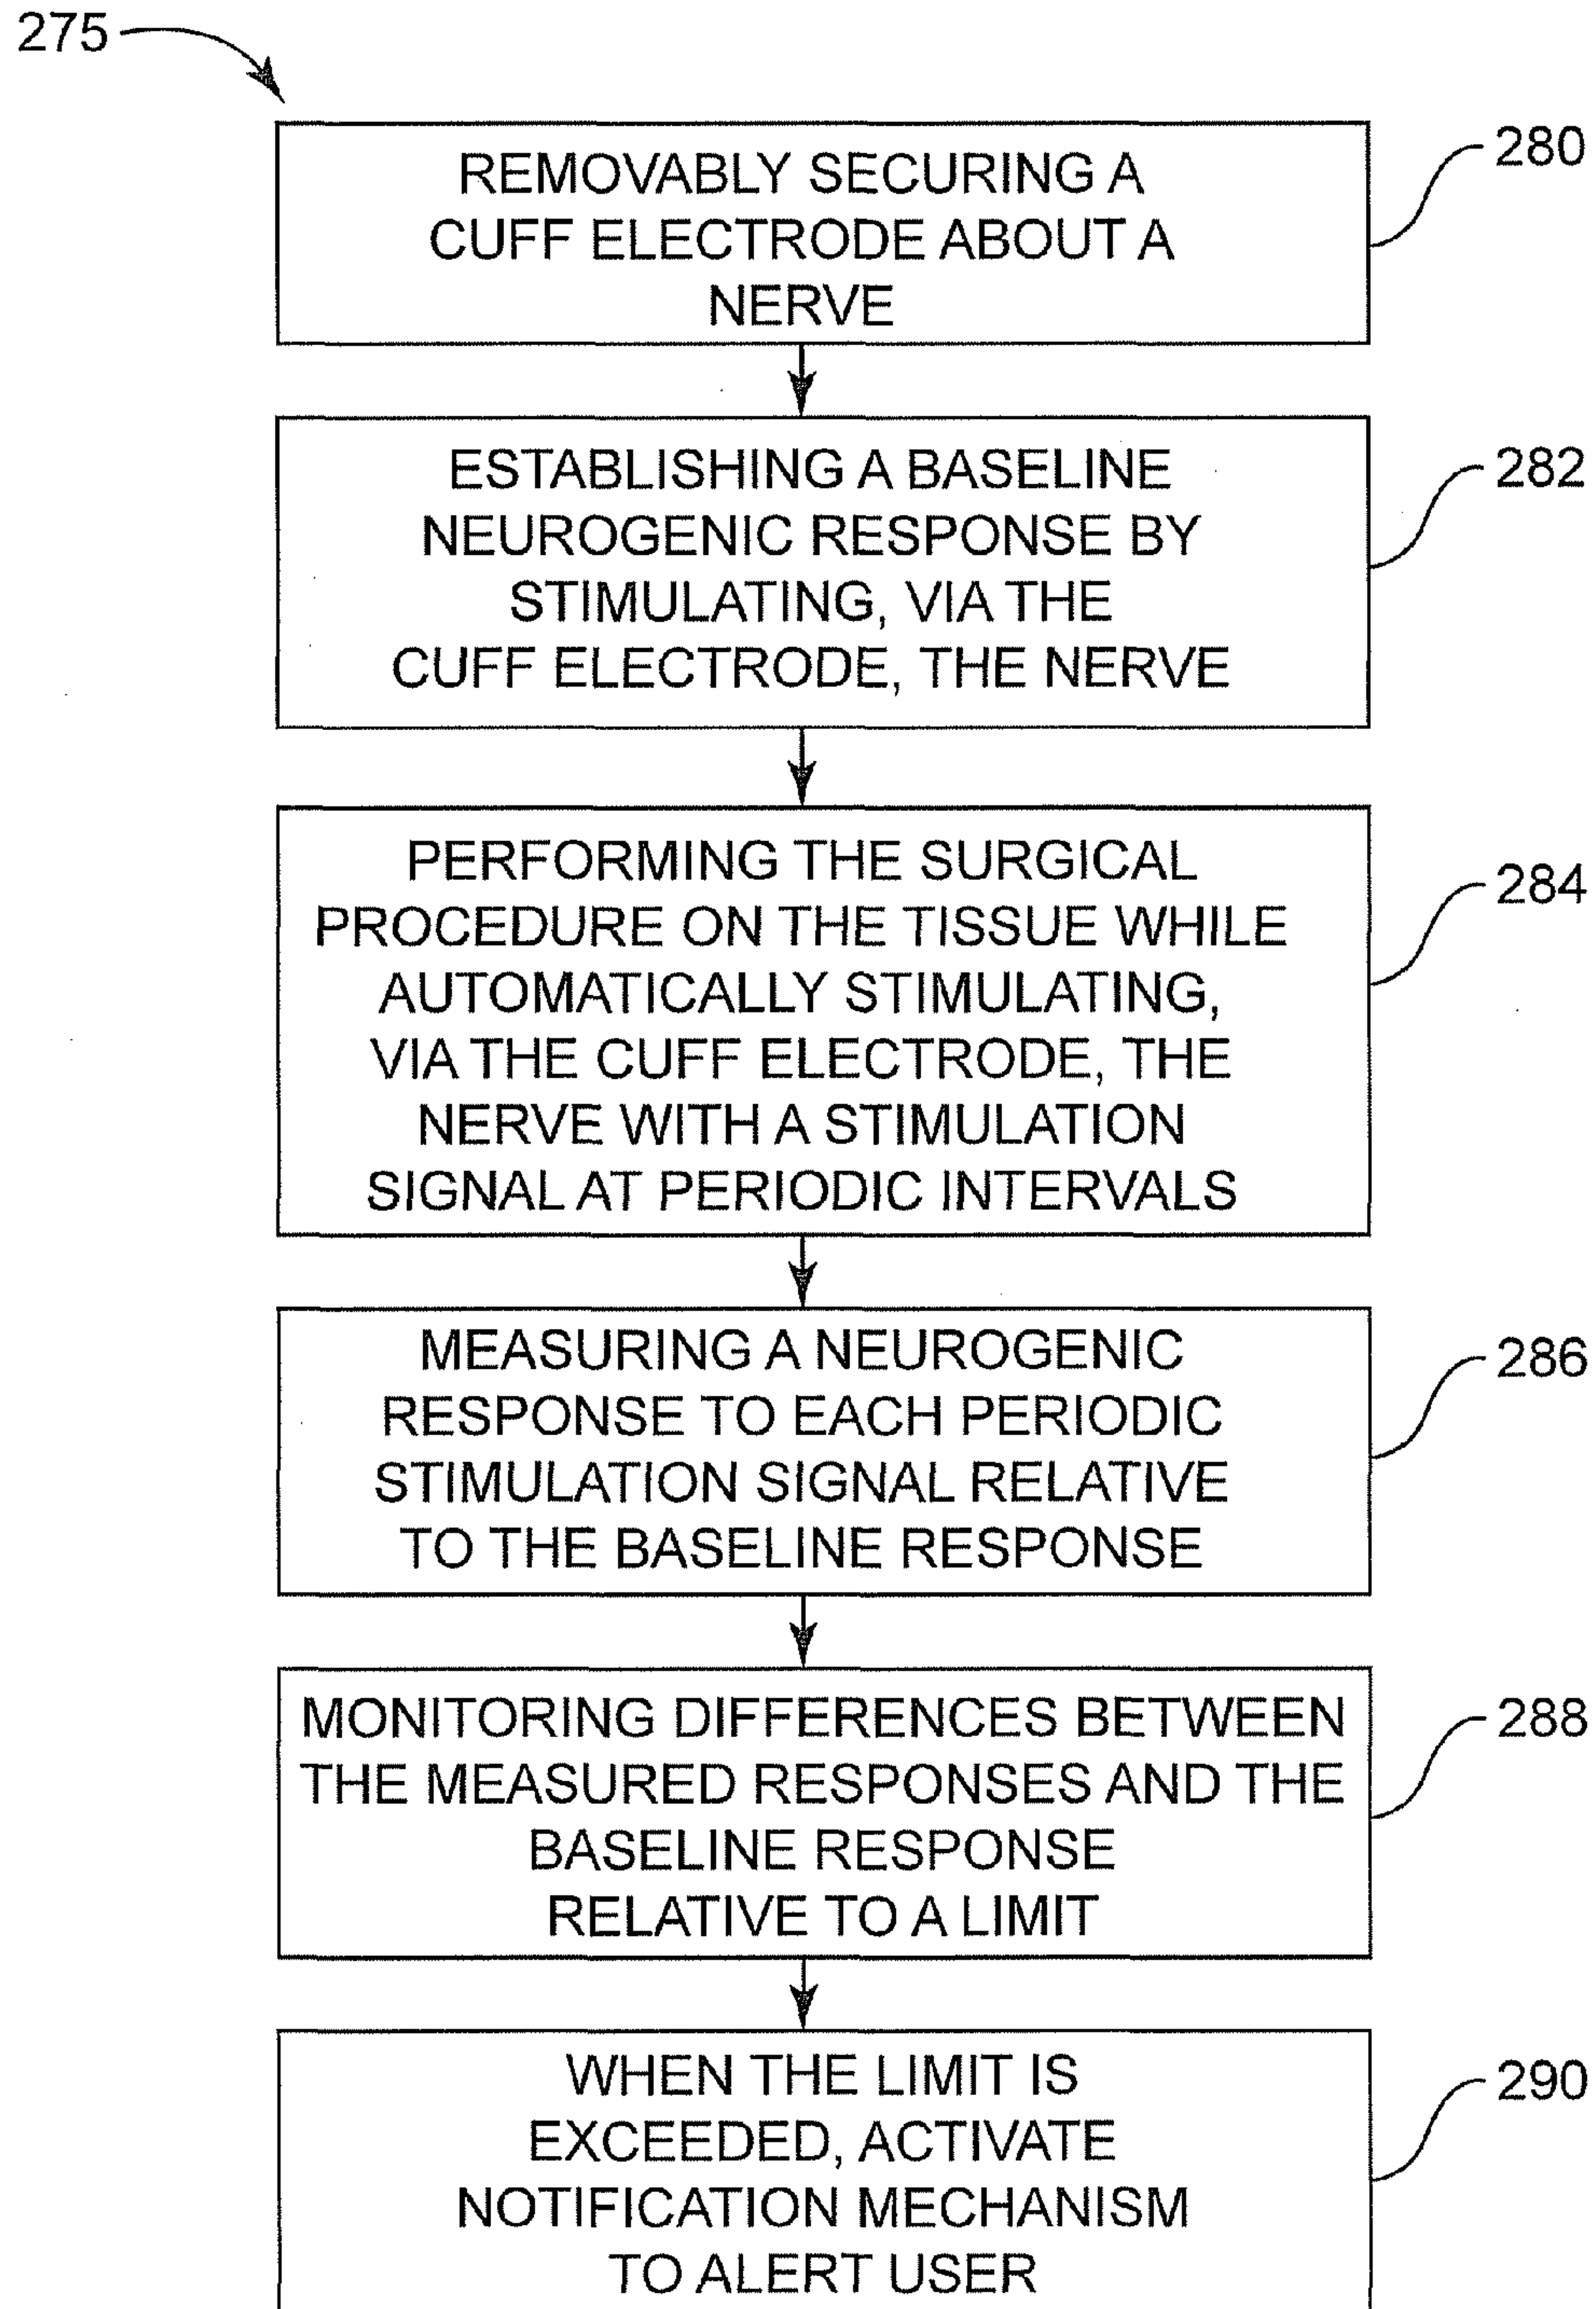 275
REMOVABLY SECURING A
CUFF ELECTRODE ABOUT A
NERVE
280
ESTABLISHING A BASELINE
NEUROGENIC RESPONSE BY
STIMULATING, VIA THE
CUFF ELECTRODE, THE NERVE
282
PERFORMING THE SURGICAL
PROCEDURE ON THE TISSUE WHILE
AUTOMATICALLY STIMULATING,
VIA THE CUFF ELECTRODE, THE
NERVE WITH A STIMULATION
SIGNAL AT PERIODIC INTERVALS
284
MEASURING A NEUROGENIC
RESPONSE TO EACH PERIODIC
STIMULATION SIGNAL RELATIVE
TO THE BASELINE RESPONSE
286
MONITORING DIFFERENCES BETWEEN
THE MEASURED RESPONSES AND THE
BASELINE RESPONSE
RELATIVE TO A LIMIT
288
WHEN THE LIMIT IS
EXCEEDED, ACTIVATE
NOTIFICATION MECHANISM
TO ALERT USER
290